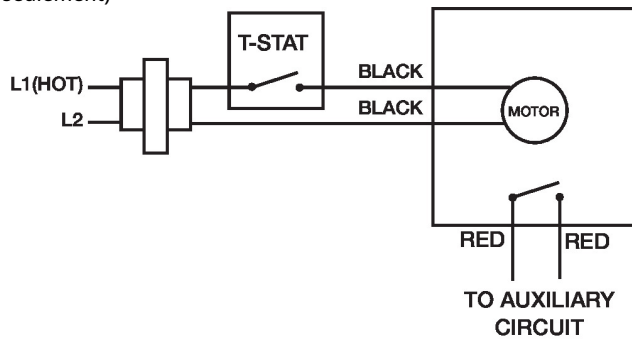 T-STAT
L1(HOT)
BLACK
L2
BLACK
MOTOR
RED
RED
TO AUXILIARY
CIRCUIT